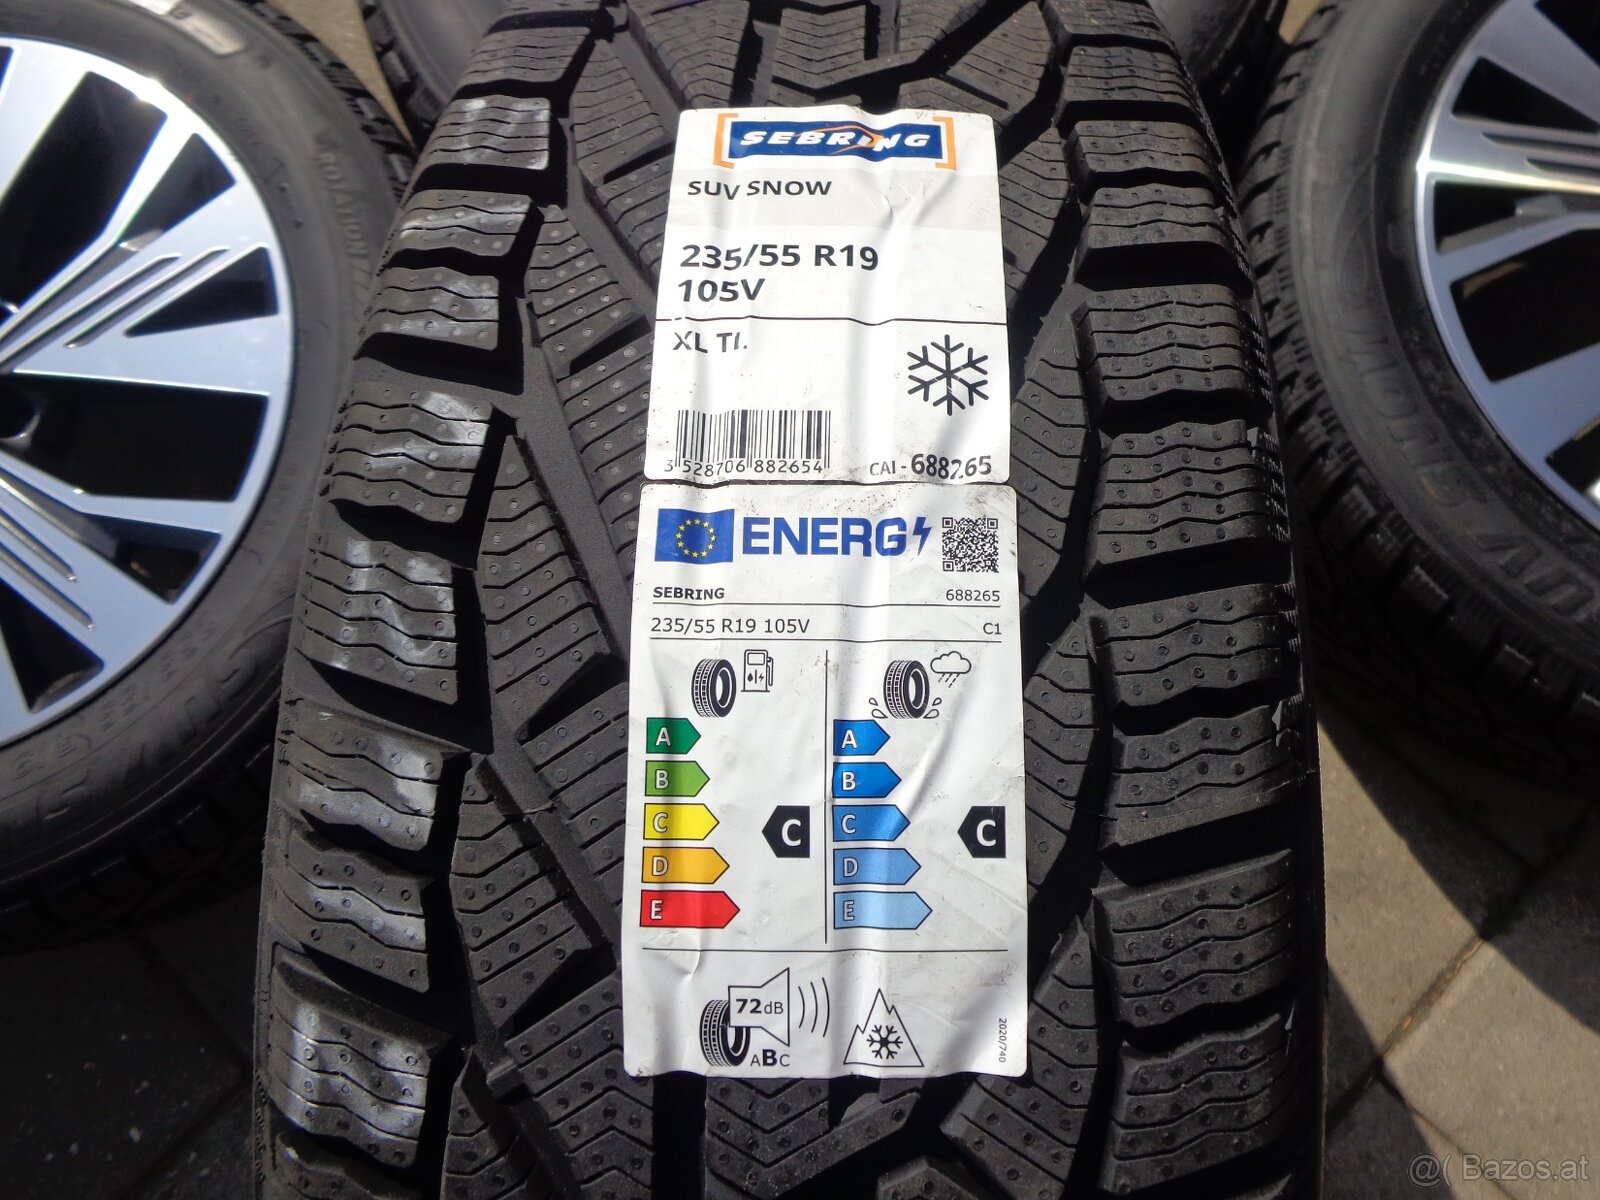 SEBRING
SUV SNOW
235/55 R19
105V
XL TL
3 528706 882654
CAI - 688265
ENERG
SEBRING 688265
235/55 R19 105V C1
A A
B B
C C C C
D D
E E
72dB
ABC
2020/740
ROTATION
@( Bazos.at